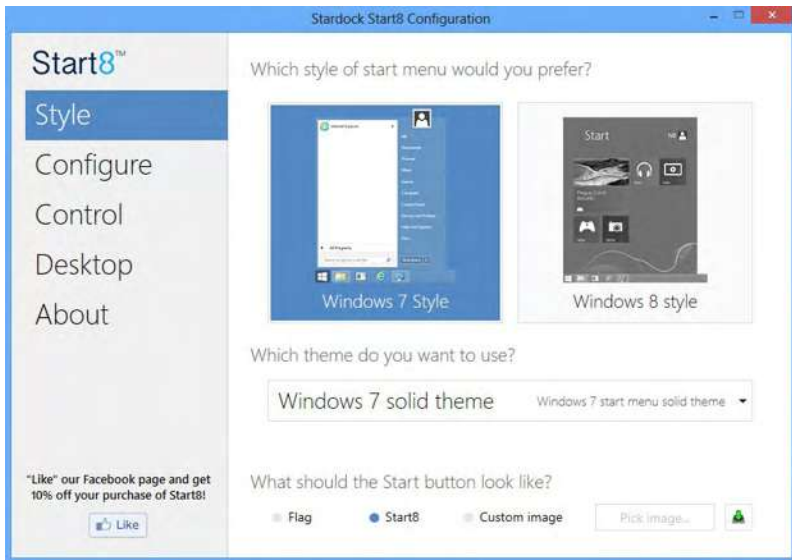 Stardock Start8 Configuration
Start8™
Style
Configure
Control
Desktop
About
"Like" our Facebook page and get
10% off your purchase of Start8!
Like
Which style of start menu would you prefer?
All Programs
Windows 7 Style
Start
Windows 8 style
Which theme do you want to use?
Windows 7 solid theme
Windows 7 start menu solid theme
What should the Start button look like?
Flag
Start8
Custom image
Pick image...